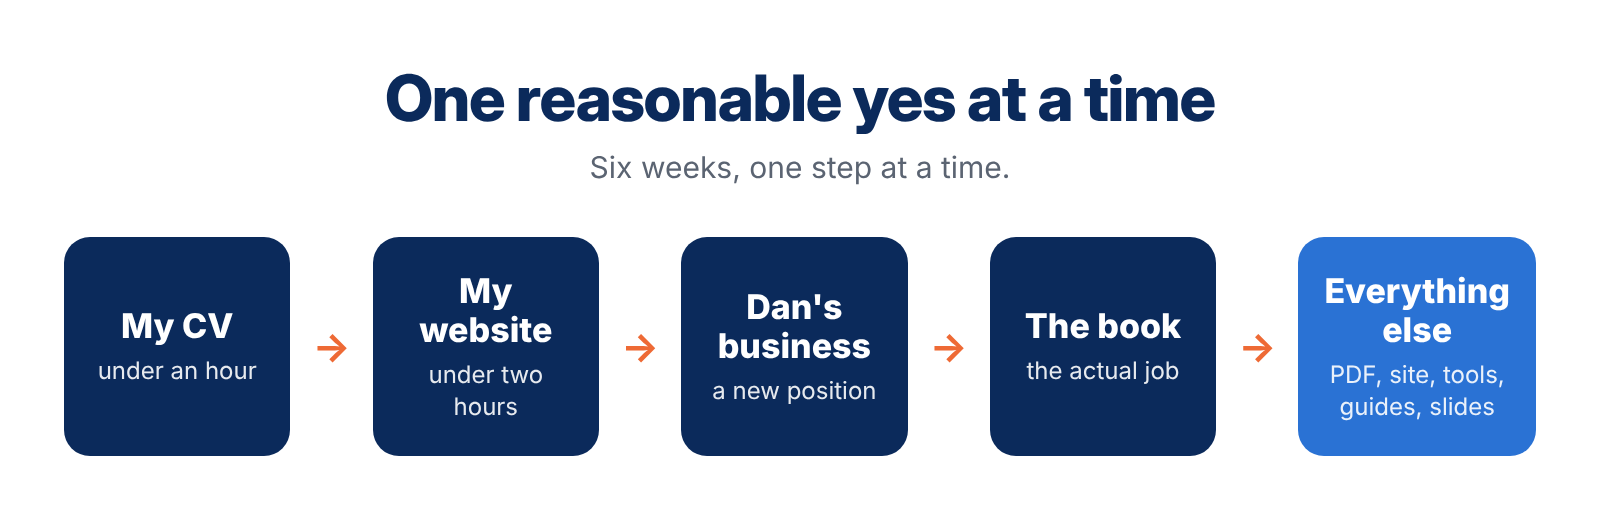 One reasonable yes at a time
Six weeks, one step at a time.
My CV
under an hour
My
website
under two
hours
Dan's
business
a new position
The book
the actual job
Everything
else
PDF, site, tools,
guides, slides